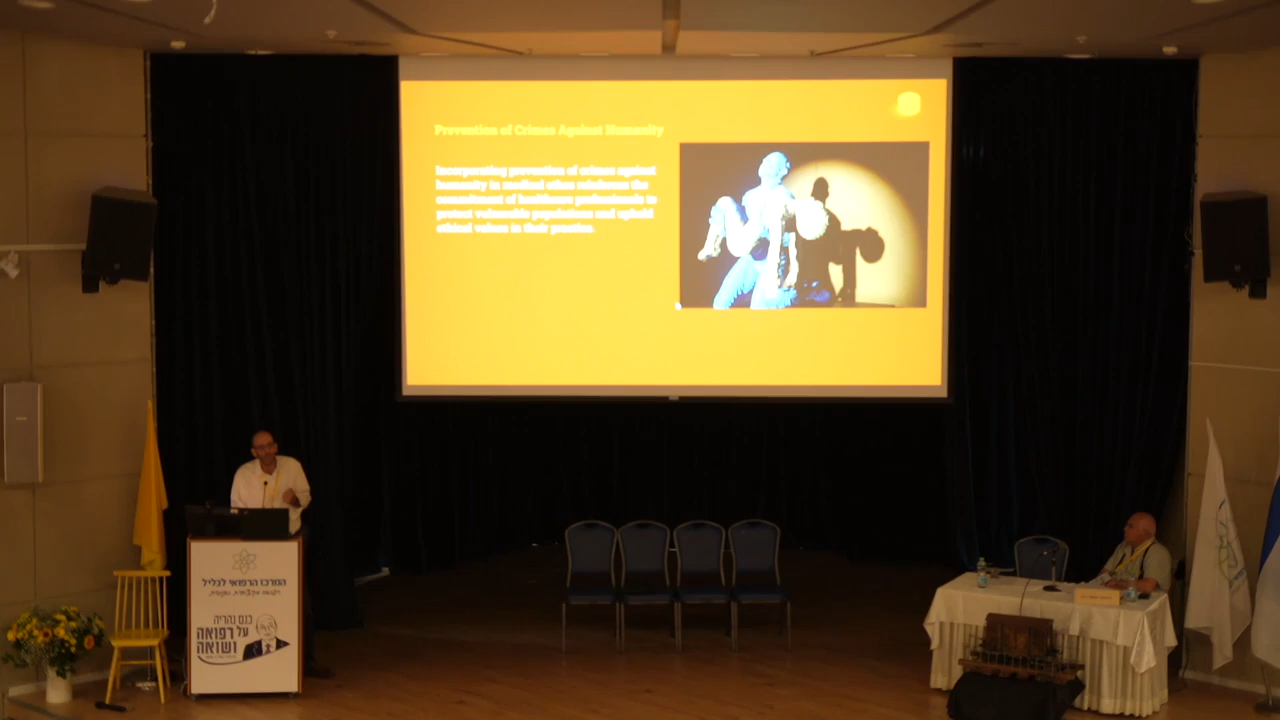 Prevention of Crimes Against Humanity
Incorporating prevention of crimes against
humanity in medical ethos reinforces the
commitment of healthcare professionals to
protect vulnerable populations and uphold
ethical values in their practice.
המרכז הרפואי לגליל
כנס נהריה
על רפואה
ושואה